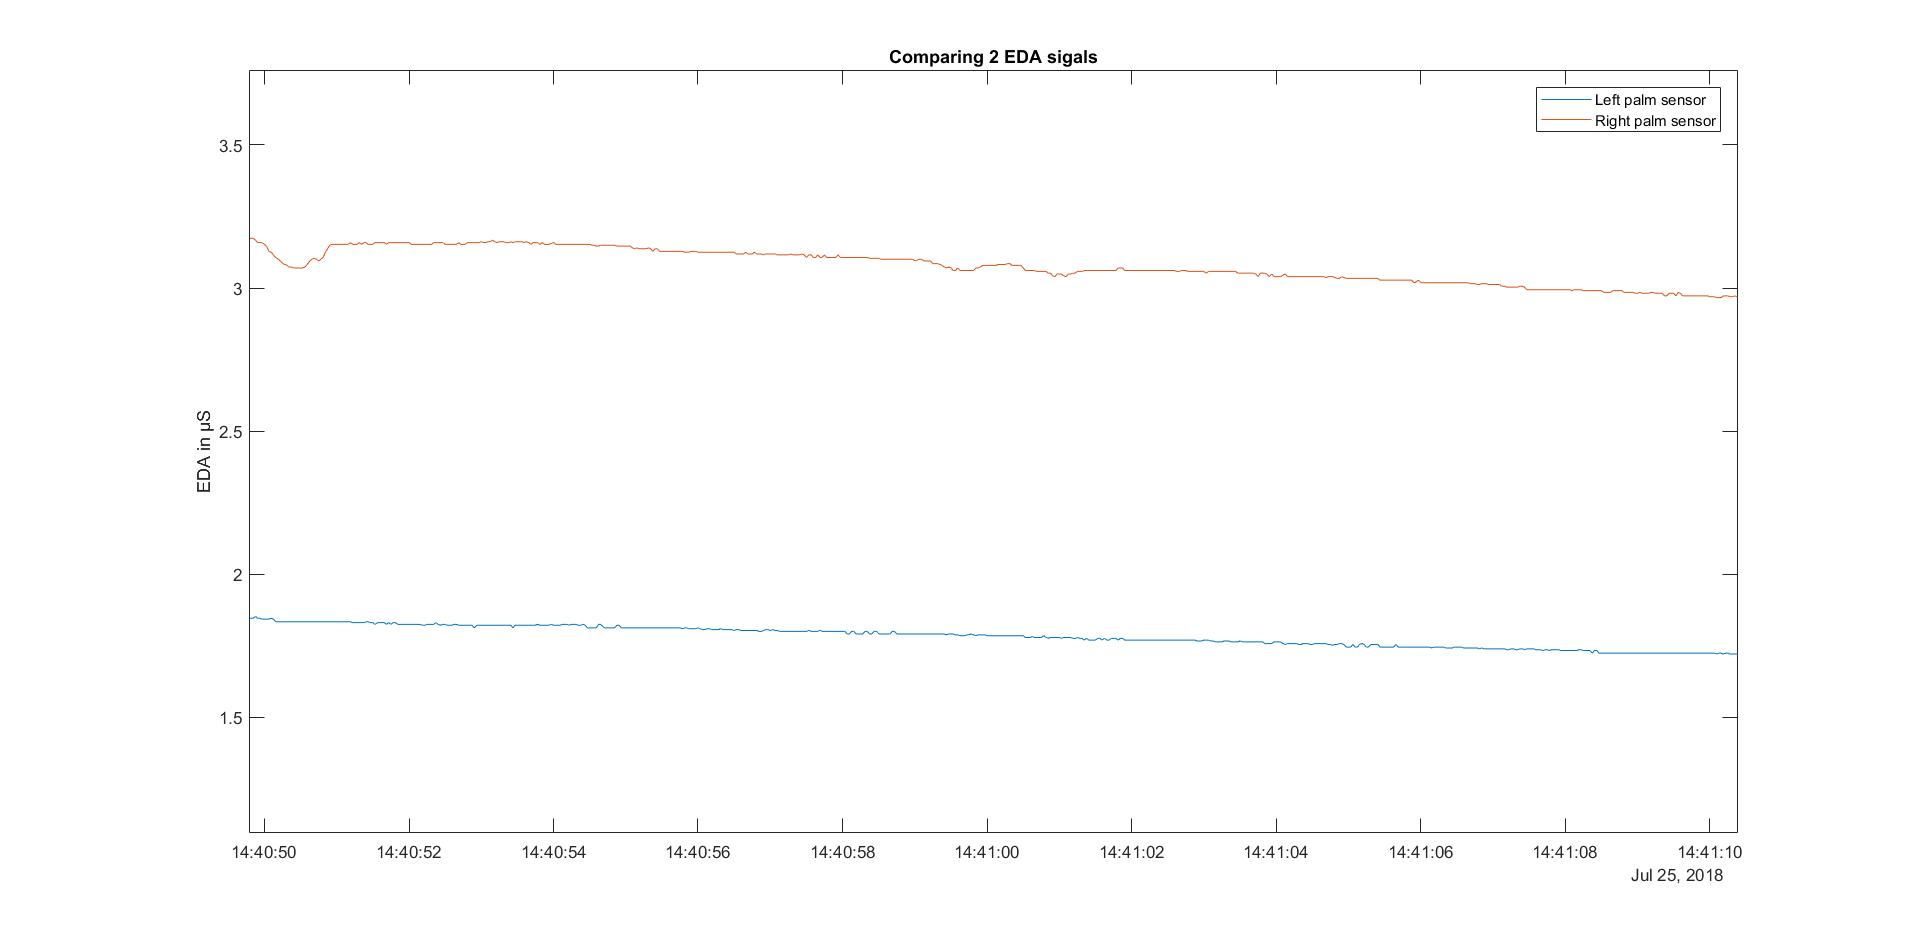 Comparing 2 EDA sigals
Left palm sensor
Right palm sensor
3.5
3
2.5
2
1.5
EDA in µS
14:40:50 14:40:52 14:40:54 14:40:56 14:40:58 14:41:00 14:41:02 14:41:04 14:41:06 14:41:08 14:41:10
Jul 25, 2018